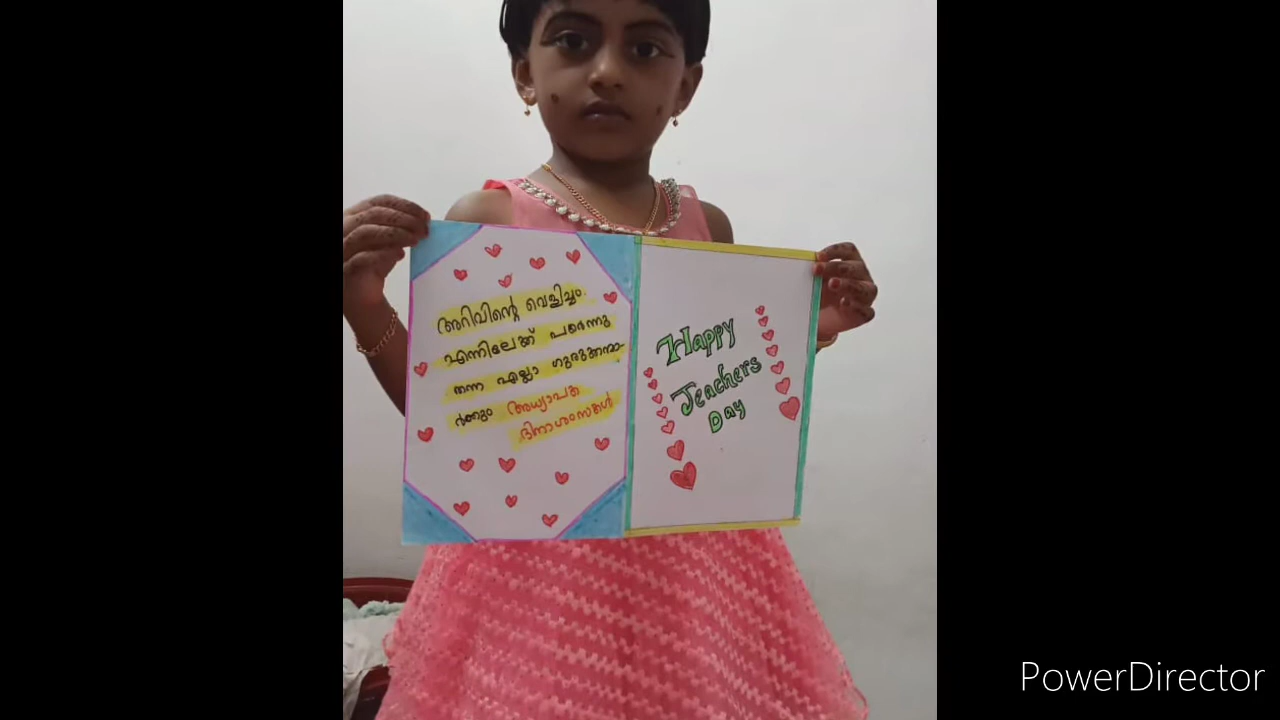 അറിവിന്റെ വെളിച്ചം
എന്നിലേക്ക് പകർന്നു
തന്ന എല്ലാ ഗുരുക്കന്മാ-
ർക്കും അധ്യാപക
ദിനാശംസകൾ
Happy
Teachers
Day
PowerDirector